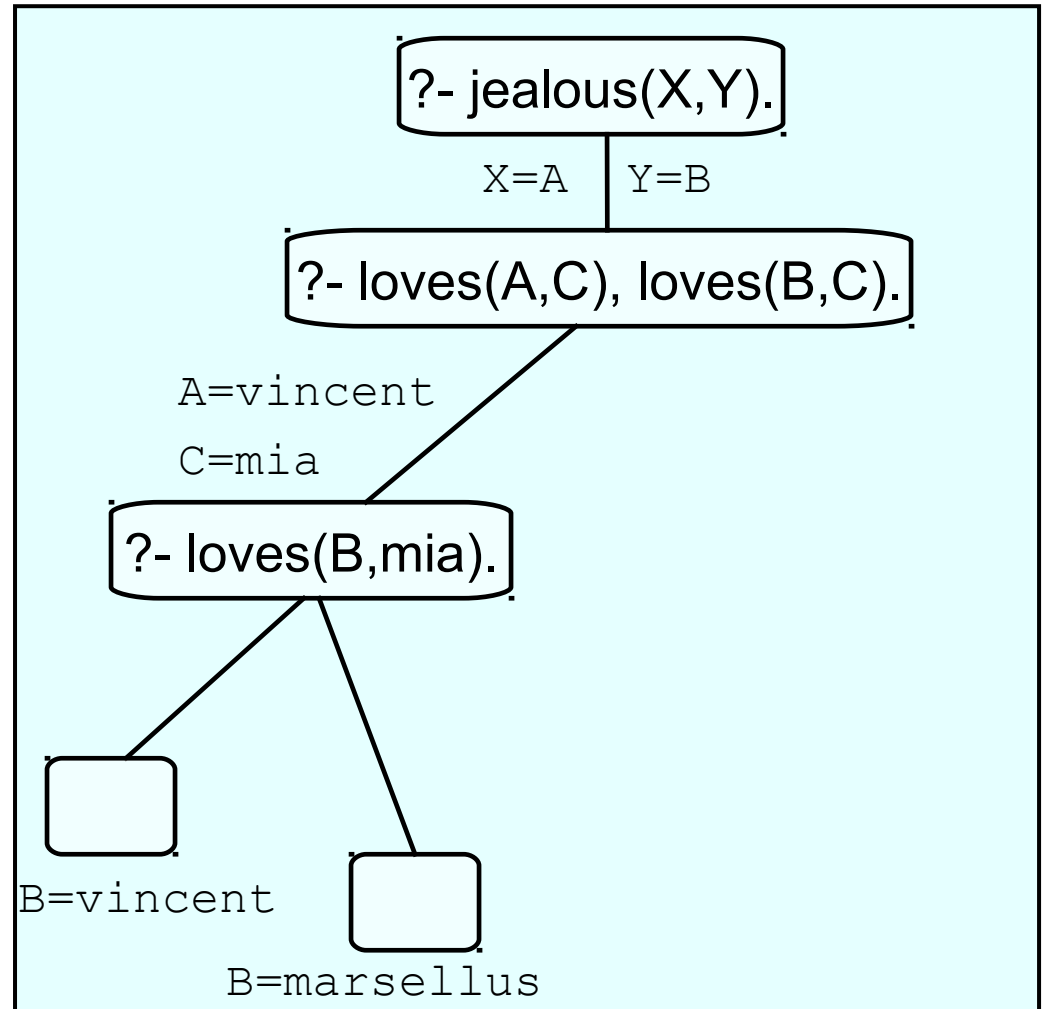 ?- jealous(X,Y).
X=A Y=B
?- loves(A,C), loves(B,C).
A=vincent
C=mia
?- loves(B,mia).
B=vincent
B=marsellus